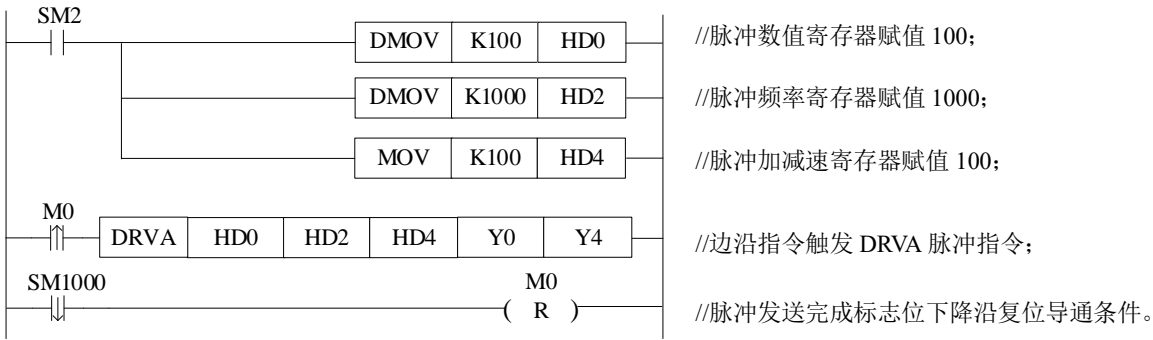 SM2
DMOV K100 HD0 //脉冲数值寄存器赋值 100;
DMOV K1000 HD2 //脉冲频率寄存器赋值 1000;
MOV K100 HD4 //脉冲加减速寄存器赋值 100;
M0
DRVA HD0 HD2 HD4 Y0 Y4 //边沿指令触发 DRVA 脉冲指令;
SM1000 M0
( R ) //脉冲发送完成标志位下降沿复位导通条件。